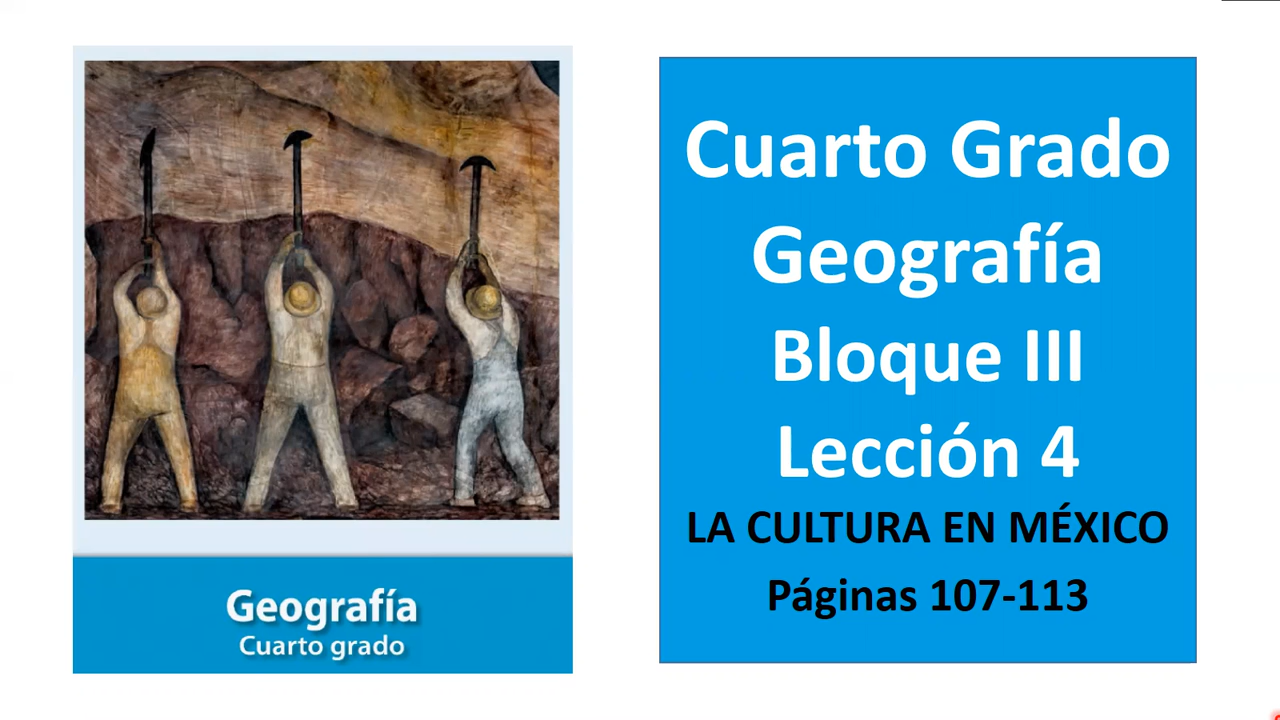 Geografía
Cuarto grado
Cuarto Grado
Geografía
Bloque III
Lección 4
LA CULTURA EN MÉXICO
Páginas 107-113